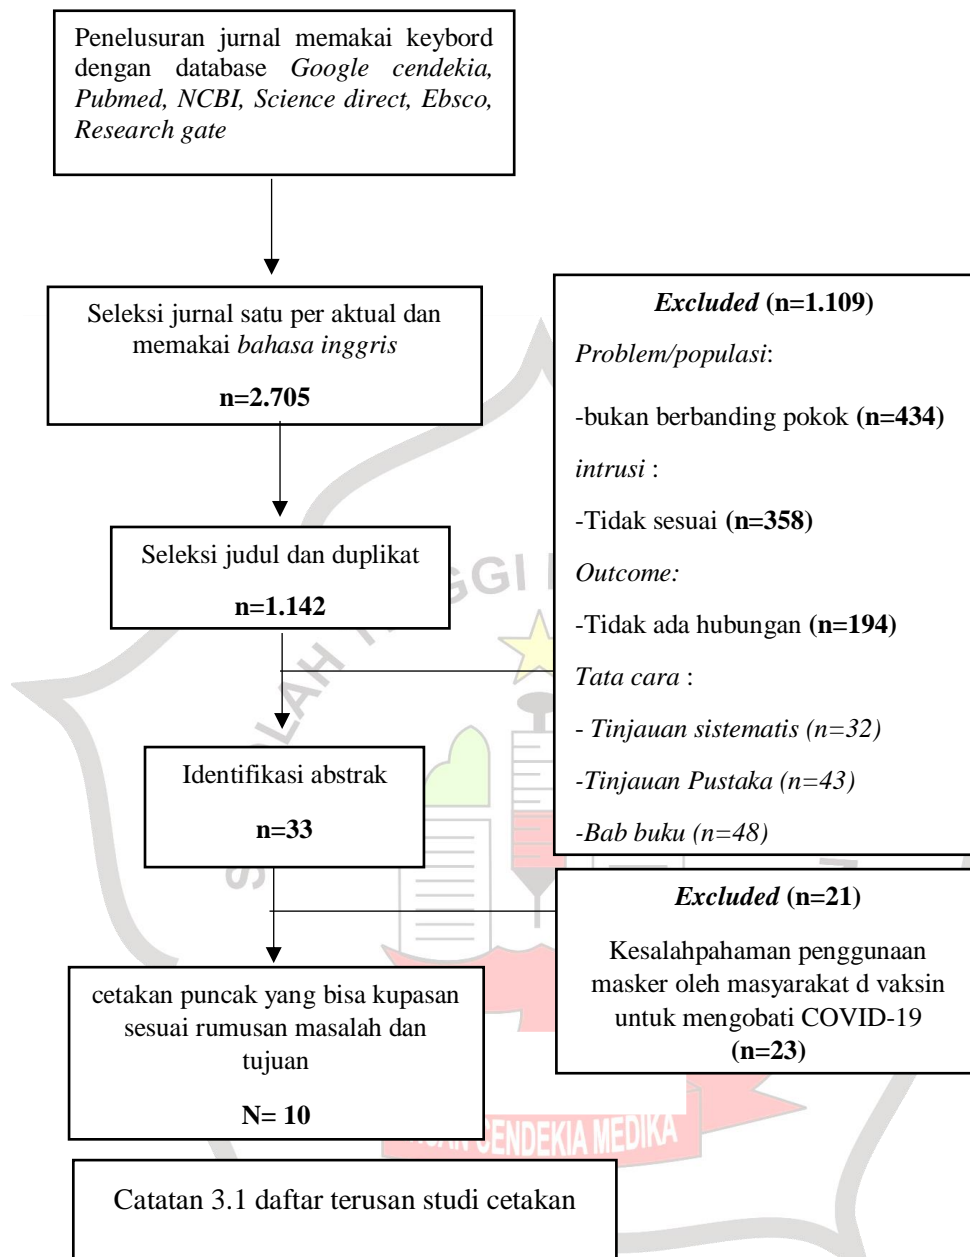 Penelusuran jurnal memakai keybord
dengan database Google cendekia,
Pubmed, NCBI, Science direct, Ebsco,
Research gate
Seleksi jurnal satu per aktual dan
memakai bahasa inggris
n=2.705
Seleksi judul dan duplikat
n=1.142
Excluded (n=1.109)
Problem/populasi:
-bukan berbanding pokok (n=434)
intrusi :
-Tidak sesuai (n=358)
Outcome:
-Tidak ada hubungan (n=194)
Tata cara :
- Tinjauan sistematis (n=32)
-Tinjauan Pustaka (n=43)
-Bab buku (n=48)
Identifikasi abstrak
n=33
Excluded (n=21)
Kesalahpahaman penggunaan
masker oleh masyarakat d vaksin
untuk mengobati COVID-19
(n=23)
cetakan puncak yang bisa kupasan
sesuai rumusan masalah dan
tujuan
N= 10
CENDEKIA MEDIKA
Catatan 3.1 daftar terusan studi cetakan